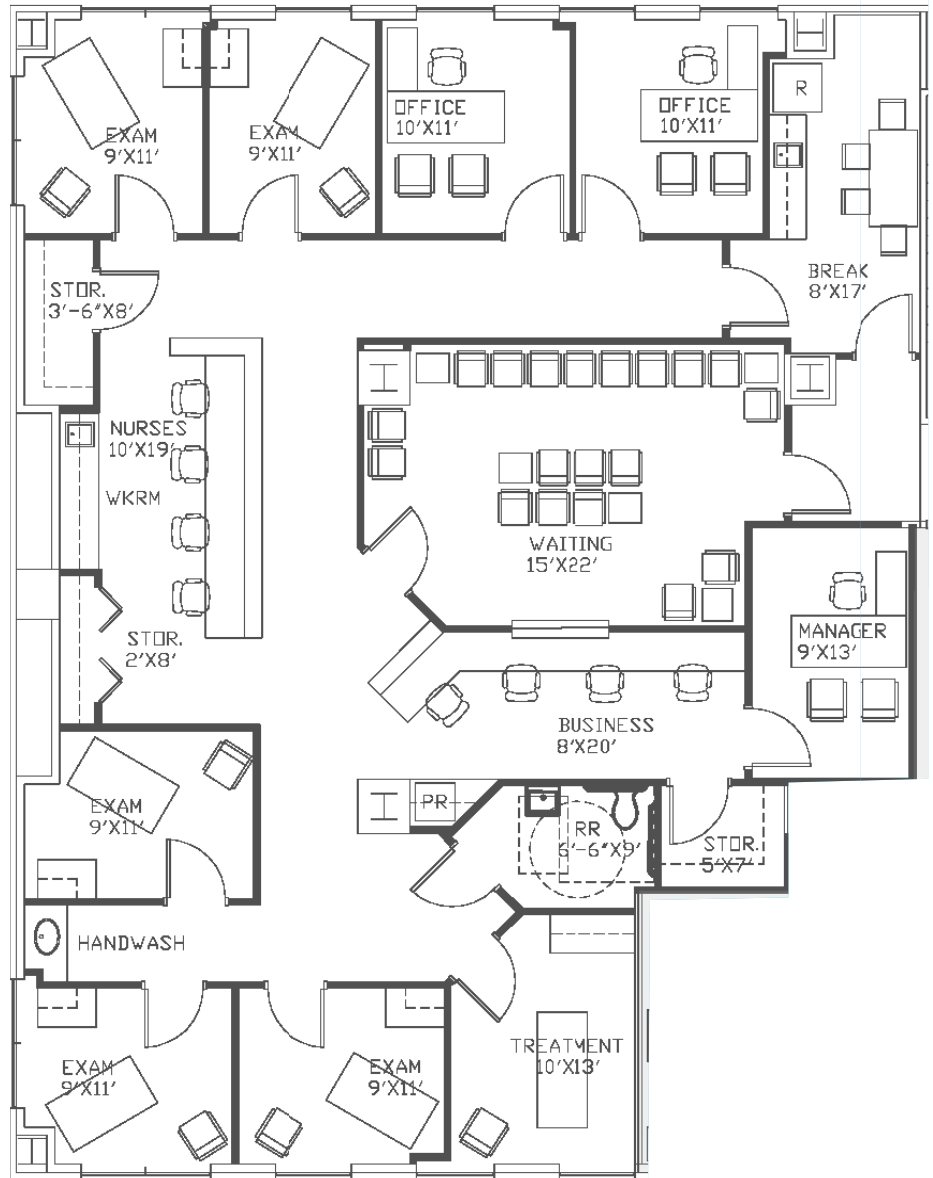 EXAM
9'X11'
EXAM
9'X11'
OFFICE
10'X11'
OFFICE
10'X11'
R
BREAK
8'X17'
STOR.
3'-6"X8'
NURSES
10'X19'
WKRM
WAITING
15'X22'
STOR.
2'X8'
MANAGER
9'X13'
BUSINESS
8'X20'
EXAM
9'X11'
PR
RR
6'-6"X9'
STOR.
5'X7'
HANDWASH
EXAM
9'X11'
EXAM
9'X11'
TREATMENT
10'X13'